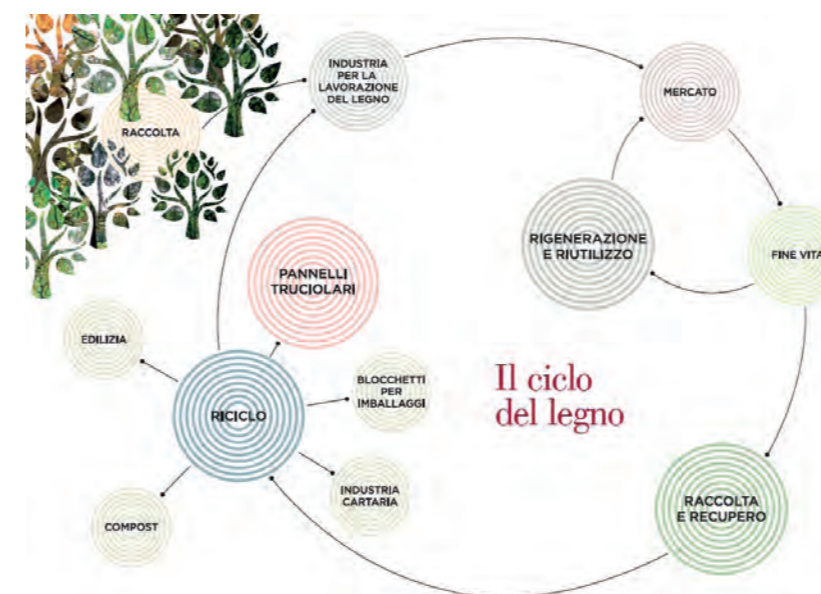 INDUSTRIA
PER LA
LAVORAZIONE
DEL LEGNO
MERCATO
RACCOLTA
RIGENERAZIONE
E RIUTILIZZO
FINE VITA
PANNELLI
TRUCIOLARI
EDILIZIA
BLOCCHETTI
PER
IMBALLAGGI
Il ciclo
del legno
RICICLO
INDUSTRIA
CARTARIA
RACCOLTA
E RECUPERO
COMPOST